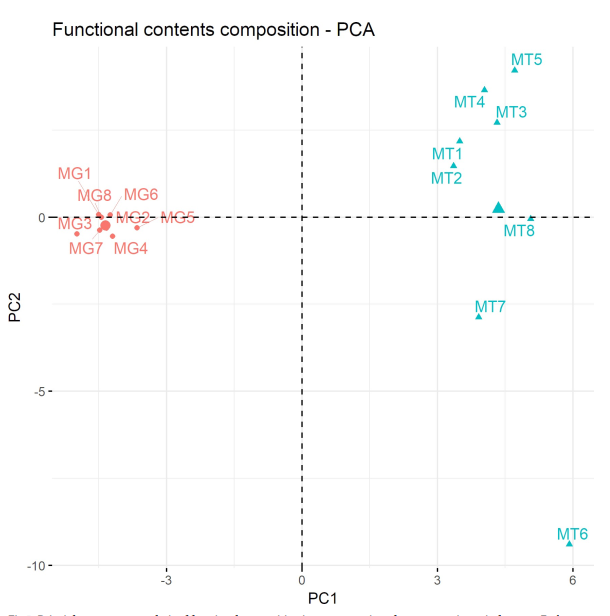 Functional contents composition - PCA
MT5
MT4
MT3
MT1
MT2
MG1
MG8
MG6
MG3
MG2
MG5
MT8
MG7
MG4
MT7
MT6
0
-5
-10
PC2
-3
0
3
6
PC1